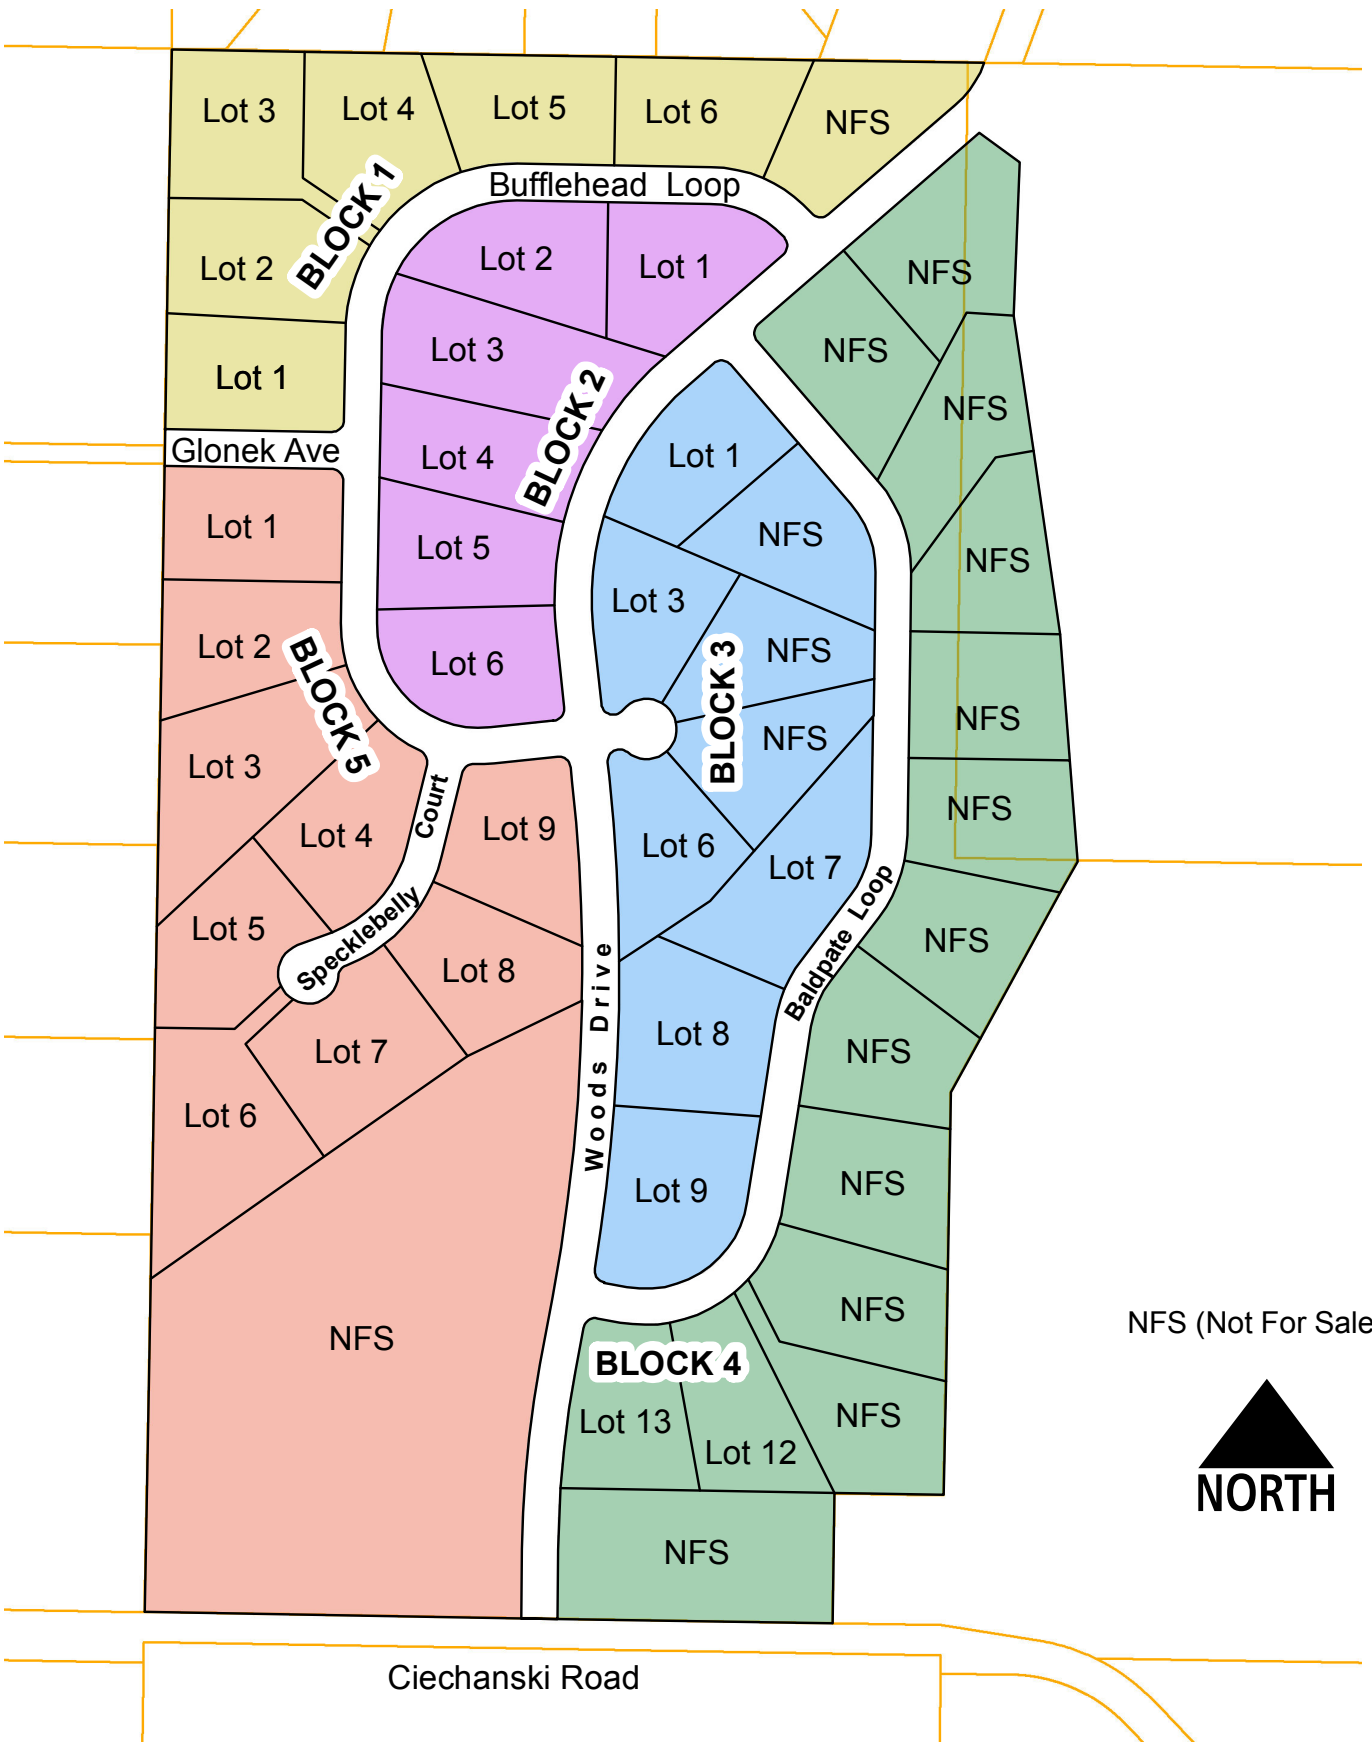 Lot 3
Lot 4
Lot 5
Lot 6
NFS
BLOCK 1
Bufflehead Loop
Lot 2
Lot 1
Lot 2
Lot 1
NFS
NFS
Lot 3
BLOCK 2
NFS
Glonek Ave
Lot 4
Lot 1
Lot 1
NFS
Lot 5
NFS
Lot 3
Lot 2
BLOCK 5
Lot 6
BLOCK 3
NFS
NFS
NFS
Lot 3
Court
Lot 9
Lot 4
Lot 6
NFS
Lot 7
Lot 5
Specklebelly
Lot 8
Woods Drive
Baldpate Loop
NFS
Lot 8
Lot 7
NFS
Lot 6
Lot 9
NFS
NFS
NFS
NFS (Not For Sale
BLOCK 4
Lot 13
Lot 12
NFS
NORTH
NFS
Ciechanski Road